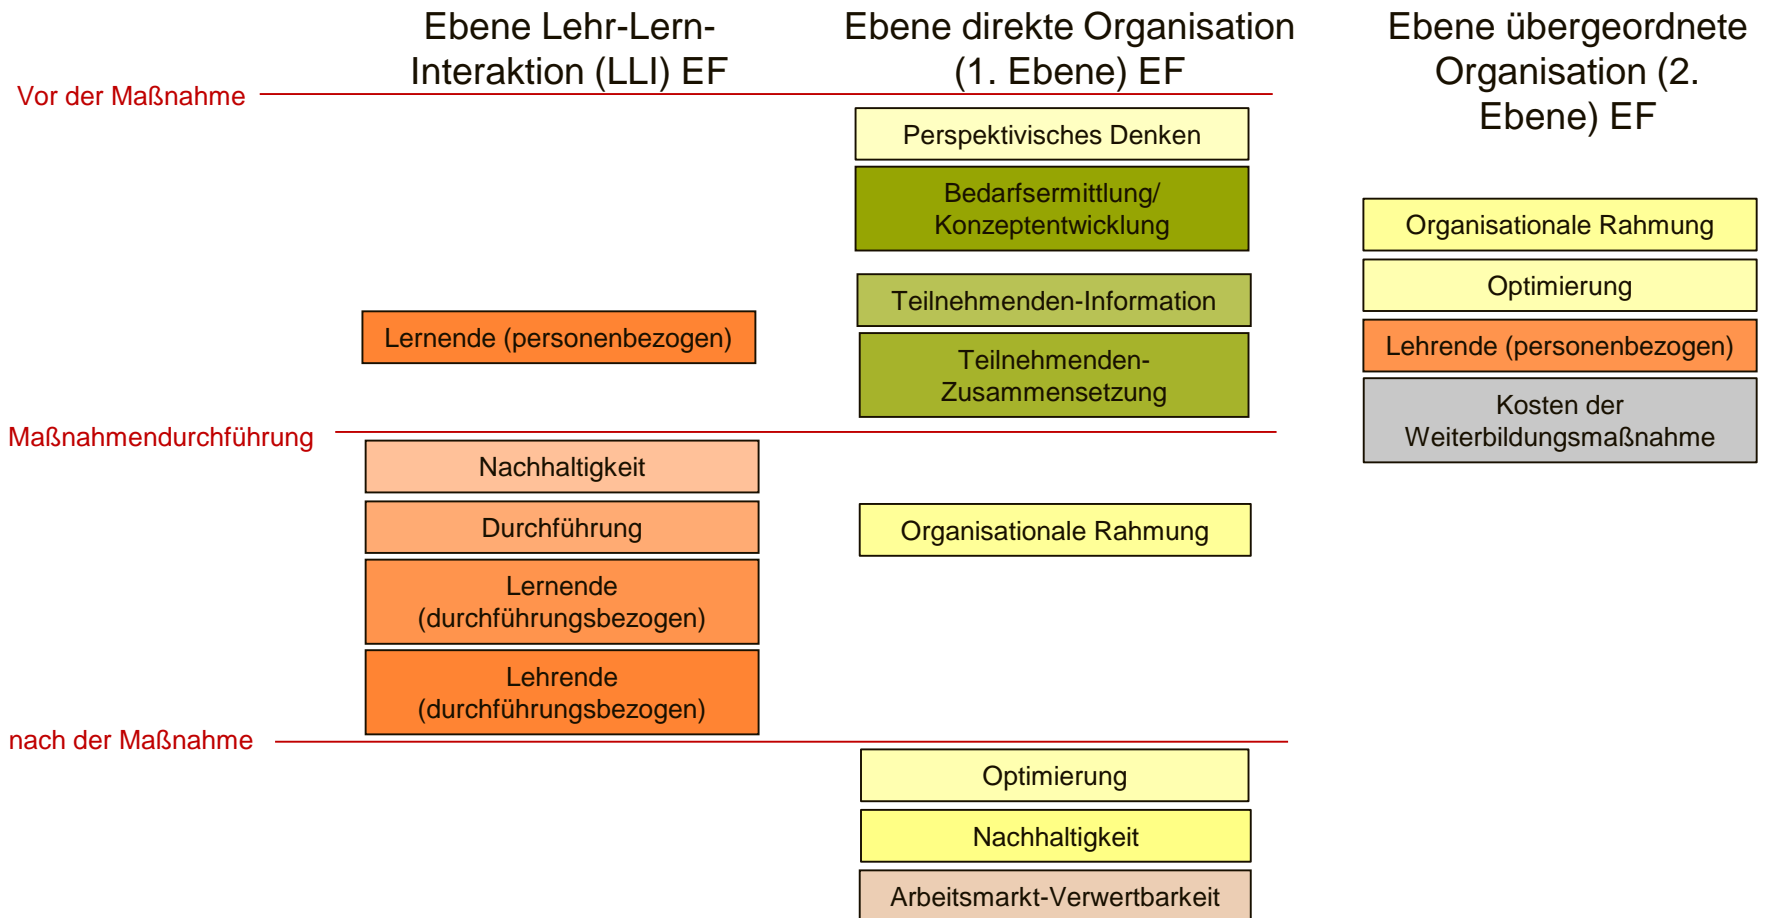 Ebene Lehr-Lern-
Interaktion (LLI) EF
Ebene direkte Organisation
(1. Ebene) EF
Ebene übergeordnete
Organisation (2.
Ebene) EF
Vor der Maßnahme
Perspektivisches Denken
Bedarfsermittlung/
Konzeptentwicklung
Teilnehmenden-Information
Teilnehmenden-
Zusammensetzung
Lernende (personenbezogen)
Organisationale Rahmung
Optimierung
Lehrende (personenbezogen)
Kosten der
Weiterbildungsmaßnahme
Maßnahmendurchführung
Nachhaltigkeit
Durchführung
Lernende
(durchführungsbezogen)
Lehrende
(durchführungsbezogen)
Organisationale Rahmung
nach der Maßnahme
Optimierung
Nachhaltigkeit
Arbeitsmarkt-Verwertbarkeit